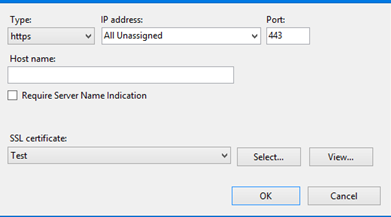 Type: IP address: Port:
https All Unassigned 443
Host name:
Require Server Name Indication
SSL certificate:
Test Select... View...
OK Cancel